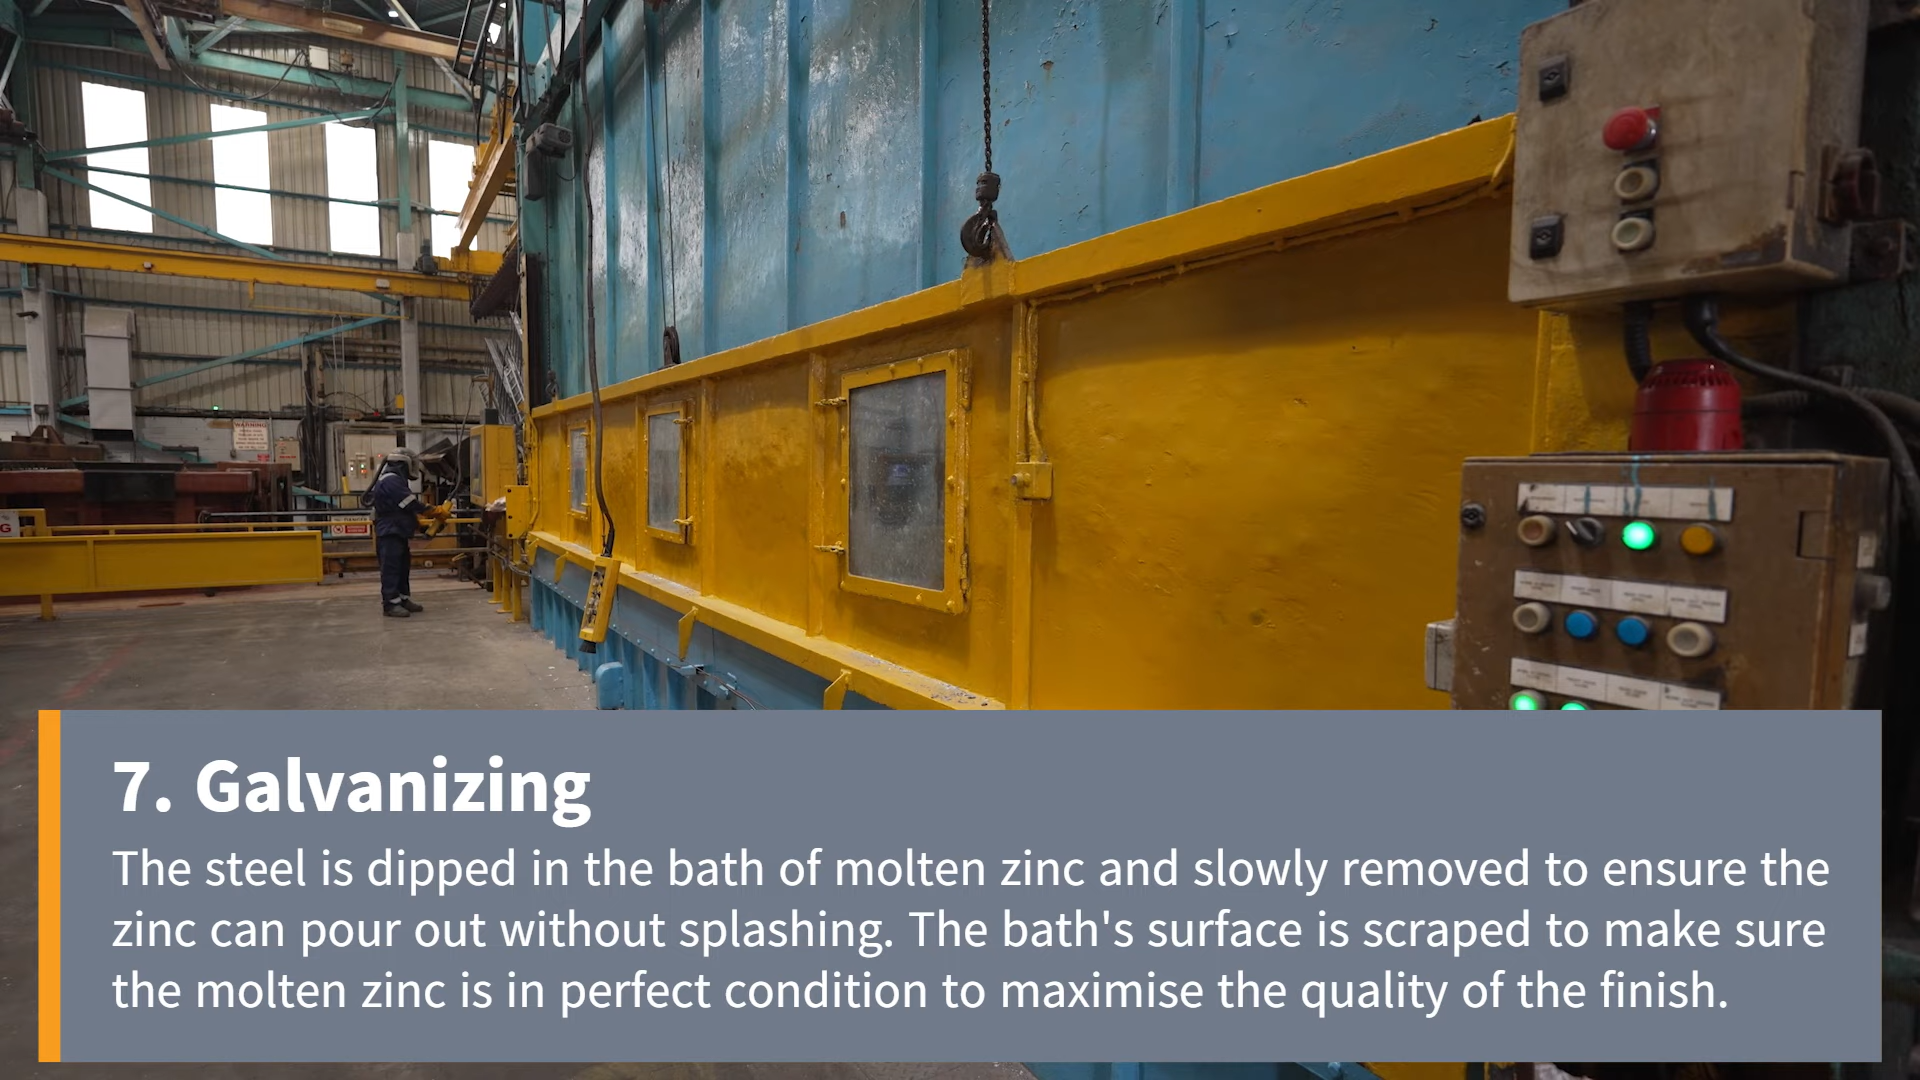 WARNING
G
7. Galvanizing
The steel is dipped in the bath of molten zinc and slowly removed to ensure the
zinc can pour out without splashing. The bath's surface is scraped to make sure
the molten zinc is in perfect condition to maximise the quality of the finish.